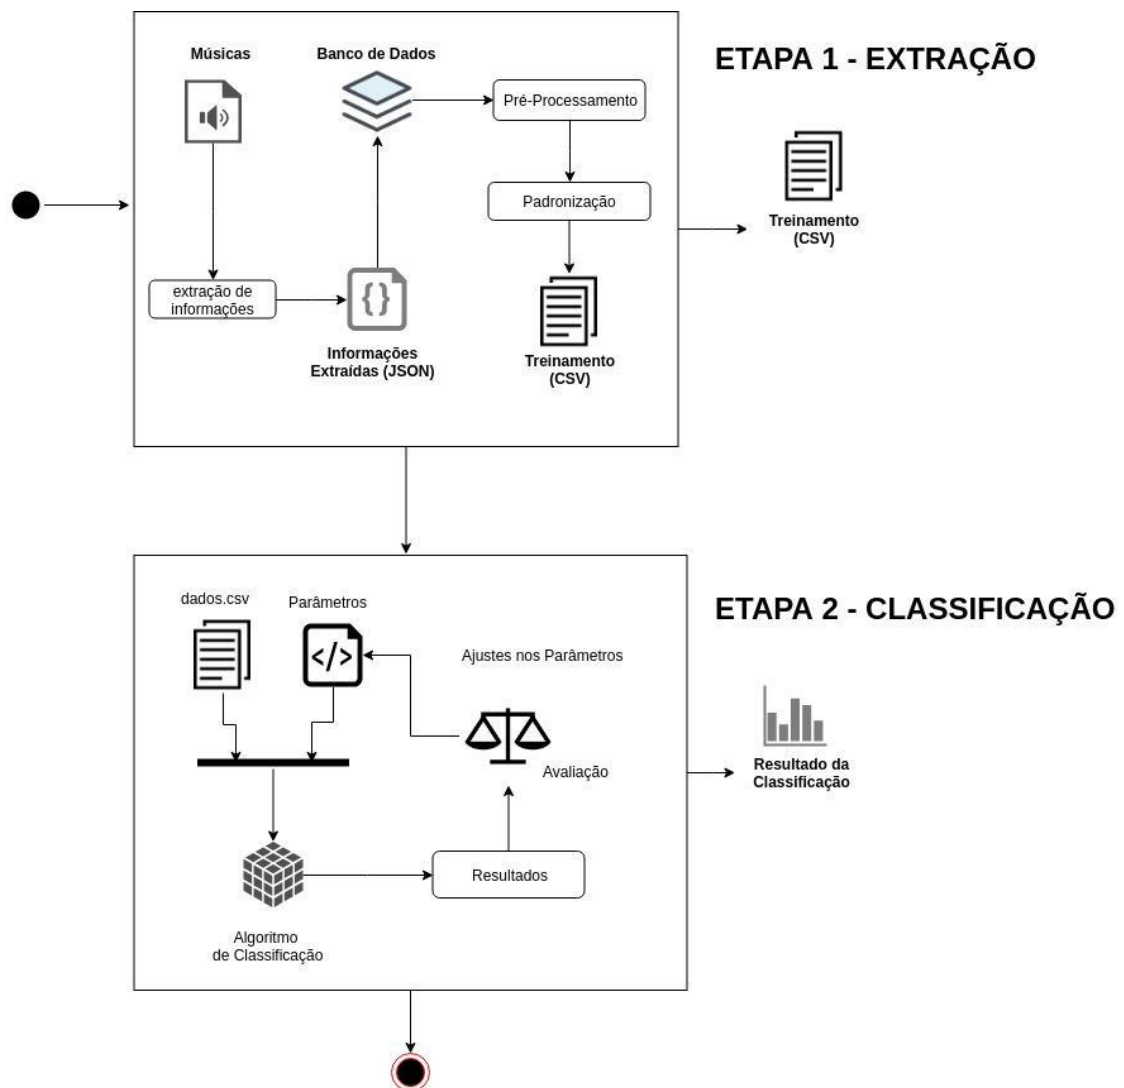 Músicas
Banco de Dados
ETAPA 1 - EXTRAÇÃO
Pré-Processamento
Padronização
Treinamento
(CSV)
extração de
informações
{}
Informações
Extraídas (JSON)
Treinamento
(CSV)
dados.csv
Parâmetros
ETAPA 2 - CLASSIFICAÇÃO
</>
Ajustes nos Parâmetros
Avaliação
Resultado da
Classificação
Resultados
Algoritmo
de Classificação